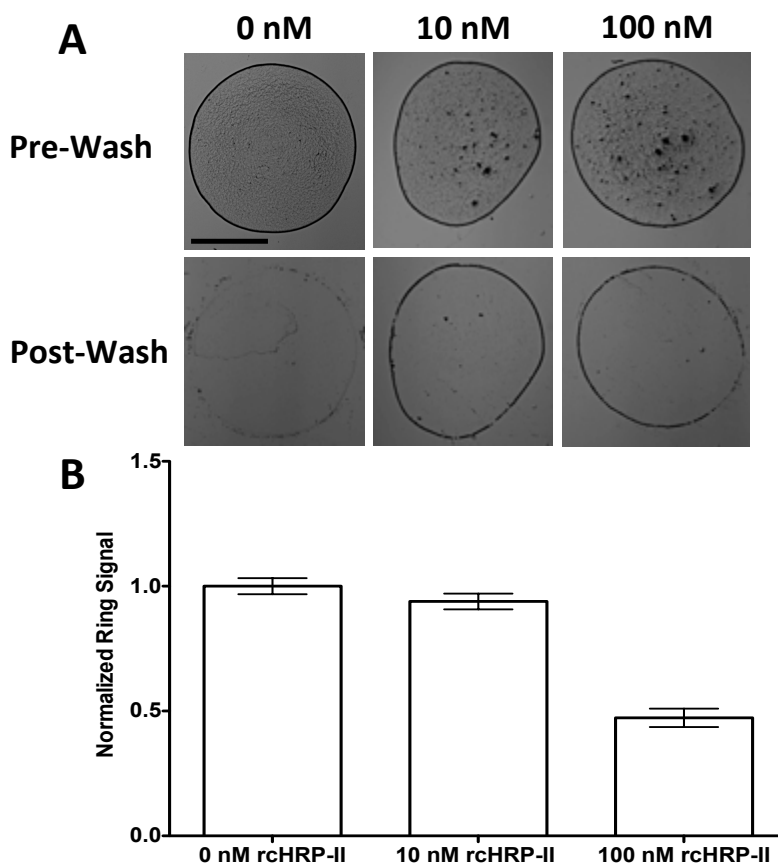 A
0 nM
10 nM
100 nM
Pre-Wash
Post-Wash
B
Normalized Ring Signal
1.5
1.0
0.5
0.0
0 nM rcHRP-II
10 nM rcHRP-II
100 nM rcHRP-II